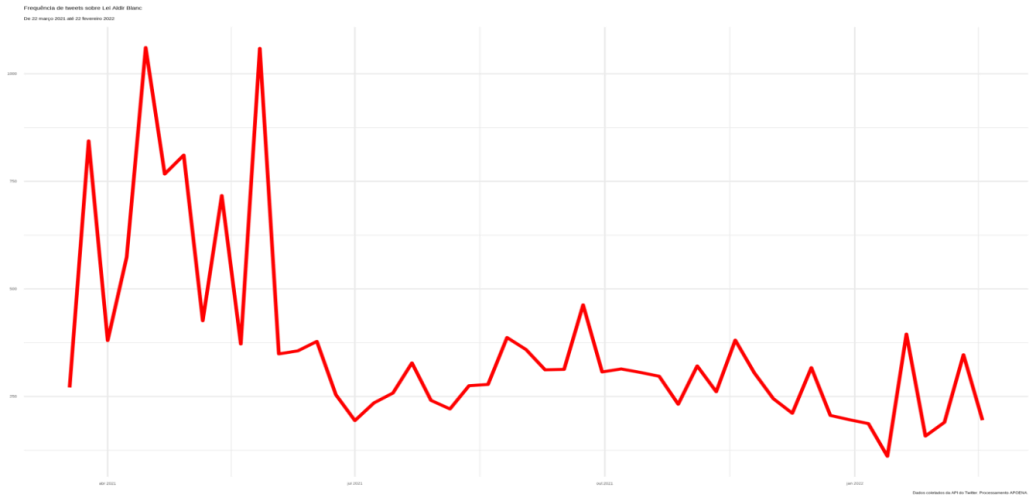 Frequência de tweets sobre Lei Aldir Blanc
De 22 março 2021 até 22 fevereiro 2022
1000
750
500
250
abr 2021
jul 2021
out 2021
jan 2022
Dados coletados da API do Twitter. Processamento APOENA